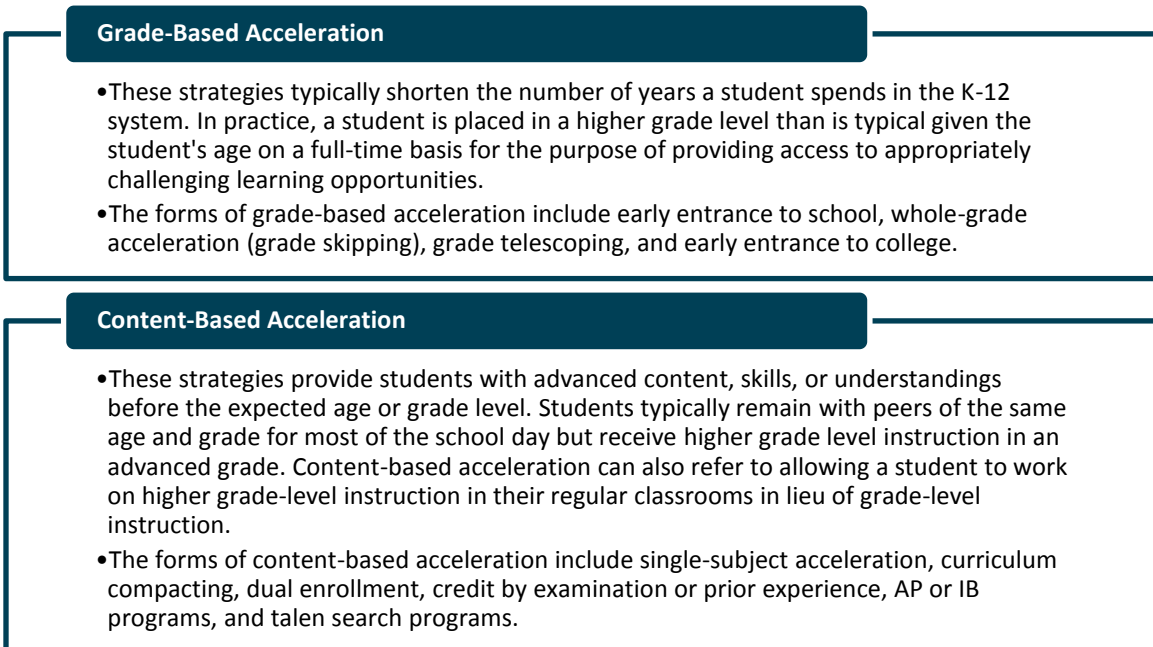 Grade-Based Acceleration
•These strategies typically shorten the number of years a student spends in the K-12
system. In practice, a student is placed in a higher grade level than is typical given the
student's age on a full-time basis for the purpose of providing access to appropriately
challenging learning opportunities.
•The forms of grade-based acceleration include early entrance to school, whole-grade
acceleration (grade skipping), grade telescoping, and early entrance to college.
Content-Based Acceleration
•These strategies provide students with advanced content, skills, or understandings
before the expected age or grade level. Students typically remain with peers of the same
age and grade for most of the school day but receive higher grade level instruction in an
advanced grade. Content-based acceleration can also refer to allowing a student to work
on higher grade-level instruction in their regular classrooms in lieu of grade-level
instruction.
•The forms of content-based acceleration include single-subject acceleration, curriculum
compacting, dual enrollment, credit by examination or prior experience, AP or IB
programs, and talen search programs.